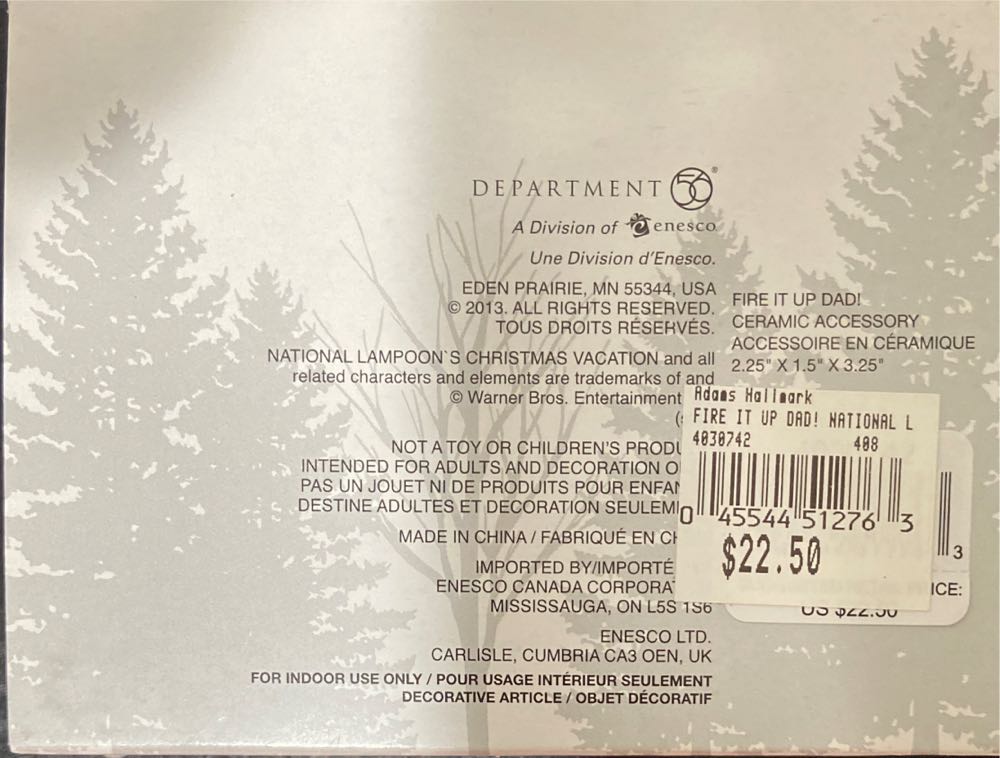 DEPARTMENT 56®
A Division of enesco
Une Division d'Enesco.
EDEN PRAIRIE, MN 55344, USA
© 2013. ALL RIGHTS RESERVED.
TOUS DROITS RÉSERVÉS.
NATIONAL LAMPOON`S CHRISTMAS VACATION and all
related characters and elements are trademarks of and
© Warner Bros. Entertainment
NOT A TOY OR CHILDREN'S PRODU
INTENDED FOR ADULTS AND DECORATION O
PAS UN JOUET NI DE PRODUITS POUR ENFAN
DESTINE ADULTES ET DECORATION SEULEM
MADE IN CHINA / FABRIQUÉ EN CH
IMPORTED BY/IMPORTÉ
ENESCO CANADA CORPORA
MISSISSAUGA, ON L5S 1S6
ENESCO LTD.
CARLISLE, CUMBRIA CA3 OEN, UK
FOR INDOOR USE ONLY / POUR USAGE INTÉRIEUR SEULEMENT
DECORATIVE ARTICLE / OBJET DÉCORATIF
FIRE IT UP DAD!
CERAMIC ACCESSORY
ACCESSOIRE EN CÉRAMIQUE
2.25" X 1.5" X 3.25"
Adams Hallmark
FIRE IT UP DAD! NATIONAL L
4030742 408
0 45544 51276 3
$22.50
3
ICE:
US $22.50